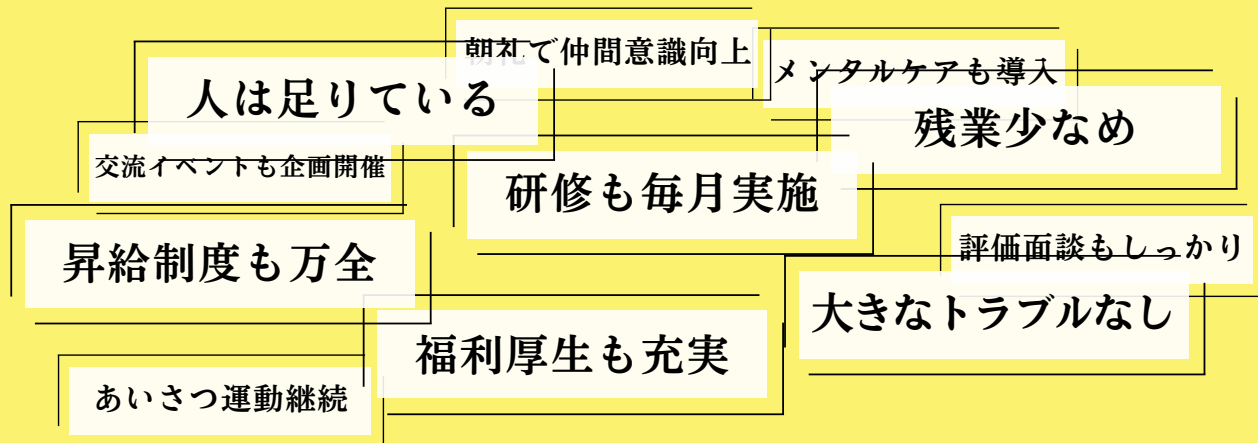 朝礼で仲間意識向上
メンタルケアも導入
人は足りている
残業少なめ
交流イベントも企画開催
研修も毎月実施
昇給制度も万全
評価面談もしっかり
大きなトラブルなし
福利厚生も充実
あいさつ運動継続